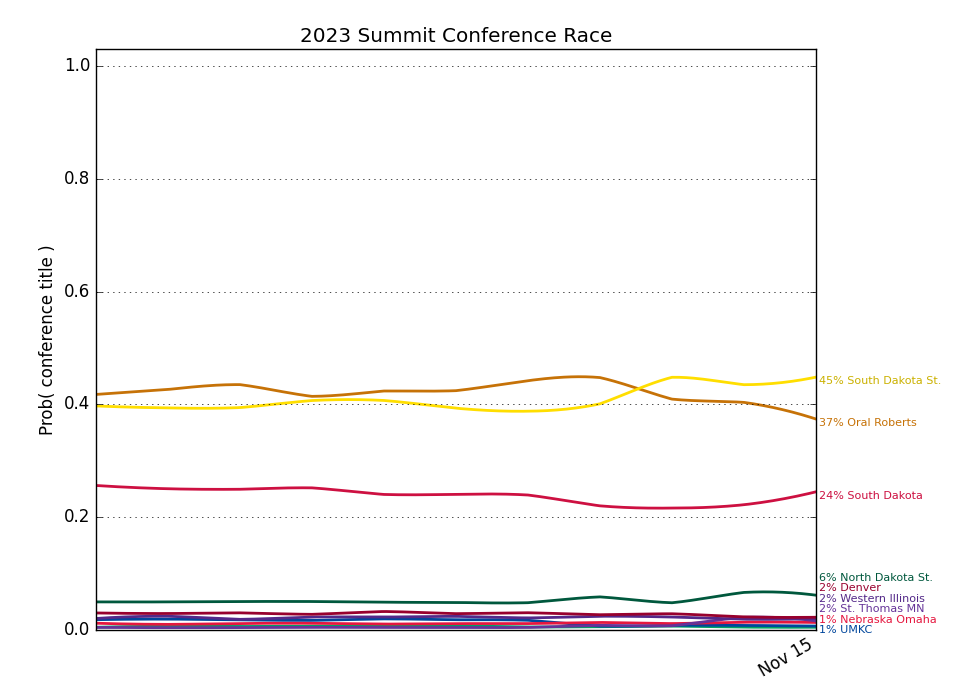 2023 Summit Conference Race
1.0
0.8
0.6
0.4
0.2
0.0
Prob( conference title )
45% South Dakota St.
37% Oral Roberts
24% South Dakota
6% North Dakota St.
2% Denver
2% Western Illinois
2% St. Thomas MN
1% Nebraska Omaha
1% UMKC
Nov 15